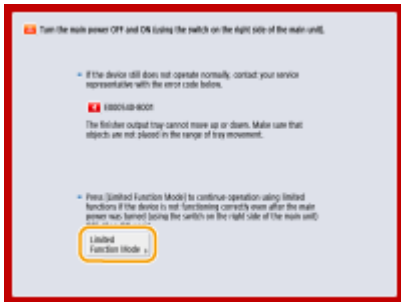 Turn the main power OFF and ON (using the switch on the right side of the main unit).
If the device still does not operate normally, contact your service
representative with the error code below.
E000540-8001
The finisher output tray cannot move up or down. Make sure that
objects are not placed in the range of tray movement.
Press [Limited Function Mode] to continue operation using limited
functions if the device is not functioning correctly even after the main
power was turned (using the switch on the right side of the main unit)
Limited
Function Mode